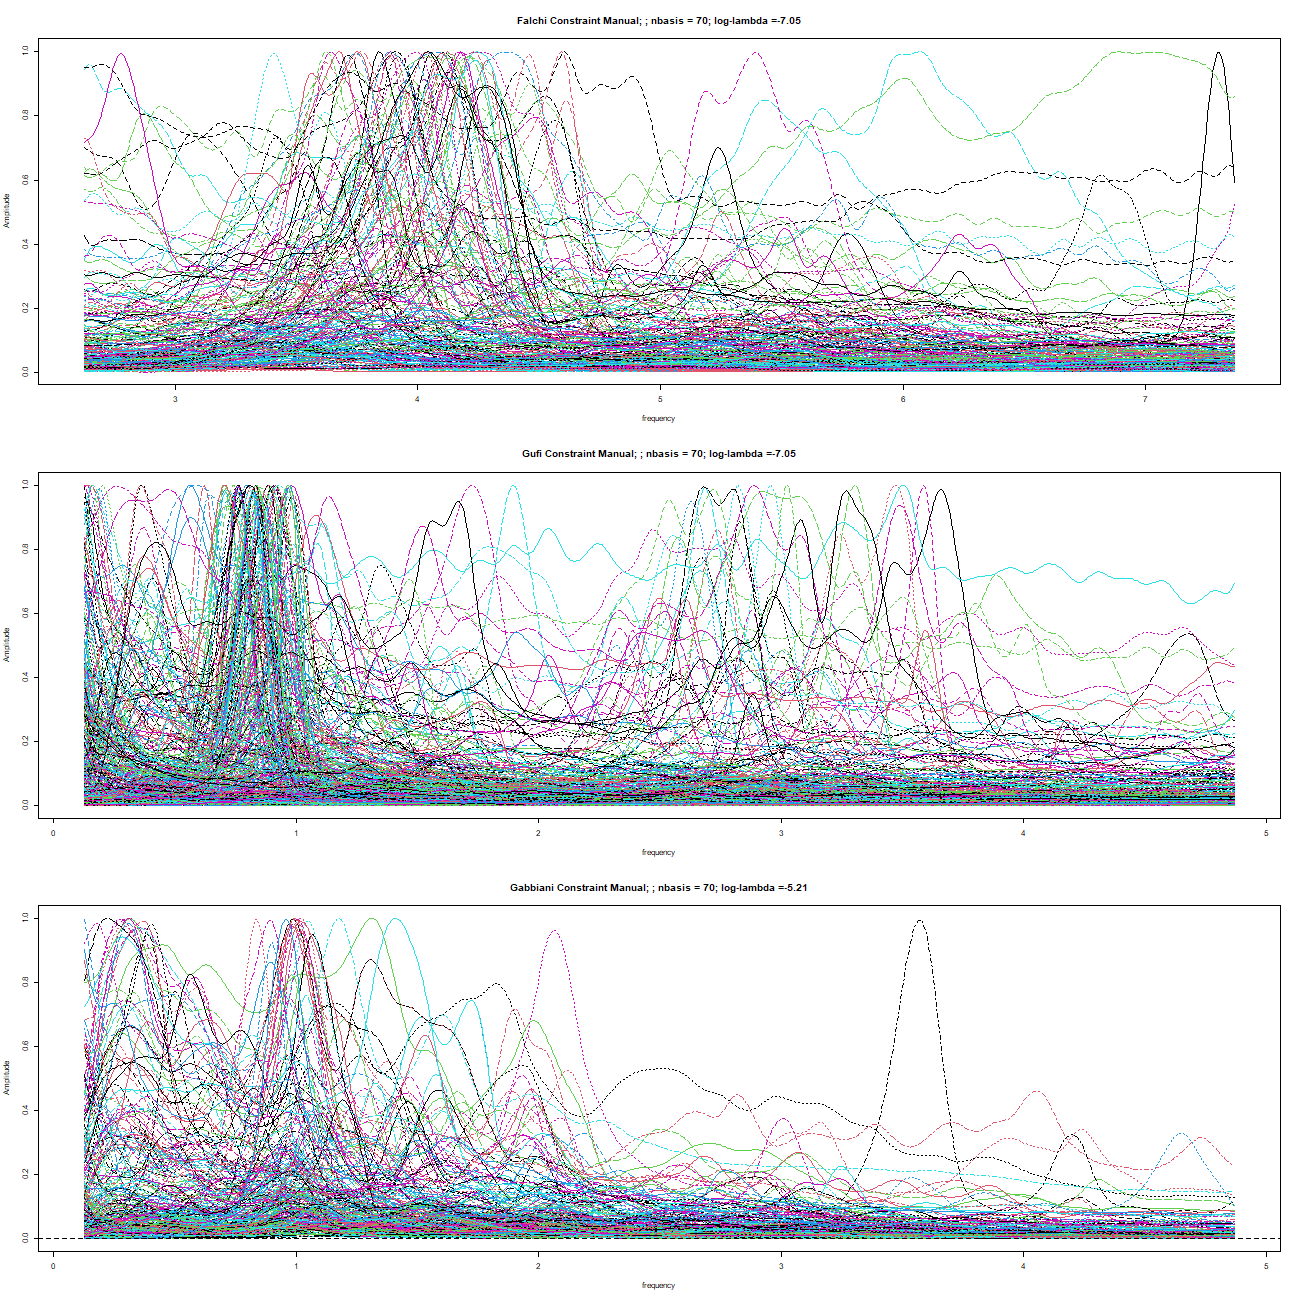 Falchi Constraint Manual; ; nbasis = 70; log-lambda =-7.05
1.0
0.8
0.6
0.4
0.2
0.0
Amplitude
3 4 5 6 7
frequency
Gufi Constraint Manual; ; nbasis = 70; log-lambda =-7.05
1.0
0.8
0.6
0.4
0.2
0.0
Amplitude
0 1 2 3 4 5
frequency
Gabbiani Constraint Manual; ; nbasis = 70; log-lambda =-5.21
1.0
0.8
0.6
0.4
0.2
0.0
Amplitude
0 1 2 3 4 5
frequency